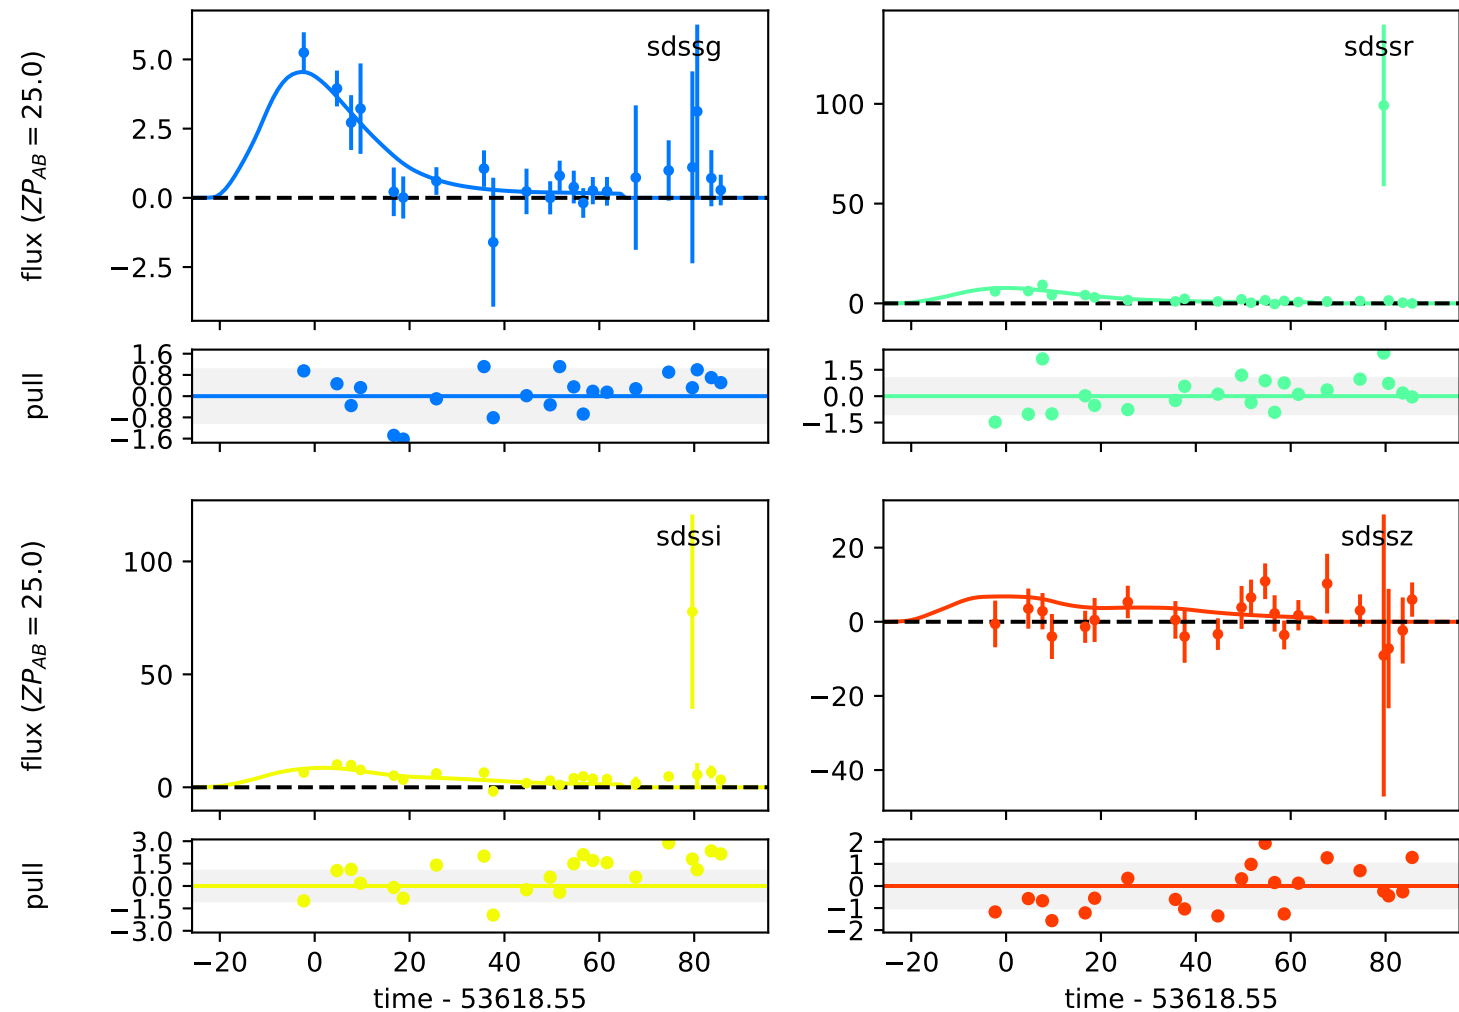 sdssg
flux (ZP_AB = 25.0)
5.0
2.5
0.0
−2.5
sdssr
100
50
0
pull
1.6
0.8
0.0
−0.8
−1.6
1.5
0.0
−1.5
sdssi
flux (ZP_AB = 25.0)
100
50
0
sdssz
20
0
−20
−40
pull
3.0
1.5
0.0
−1.5
−3.0
−20 0 20 40 60 80
time - 53618.55
2
1
0
−1
−2
−20 0 20 40 60 80
time - 53618.55